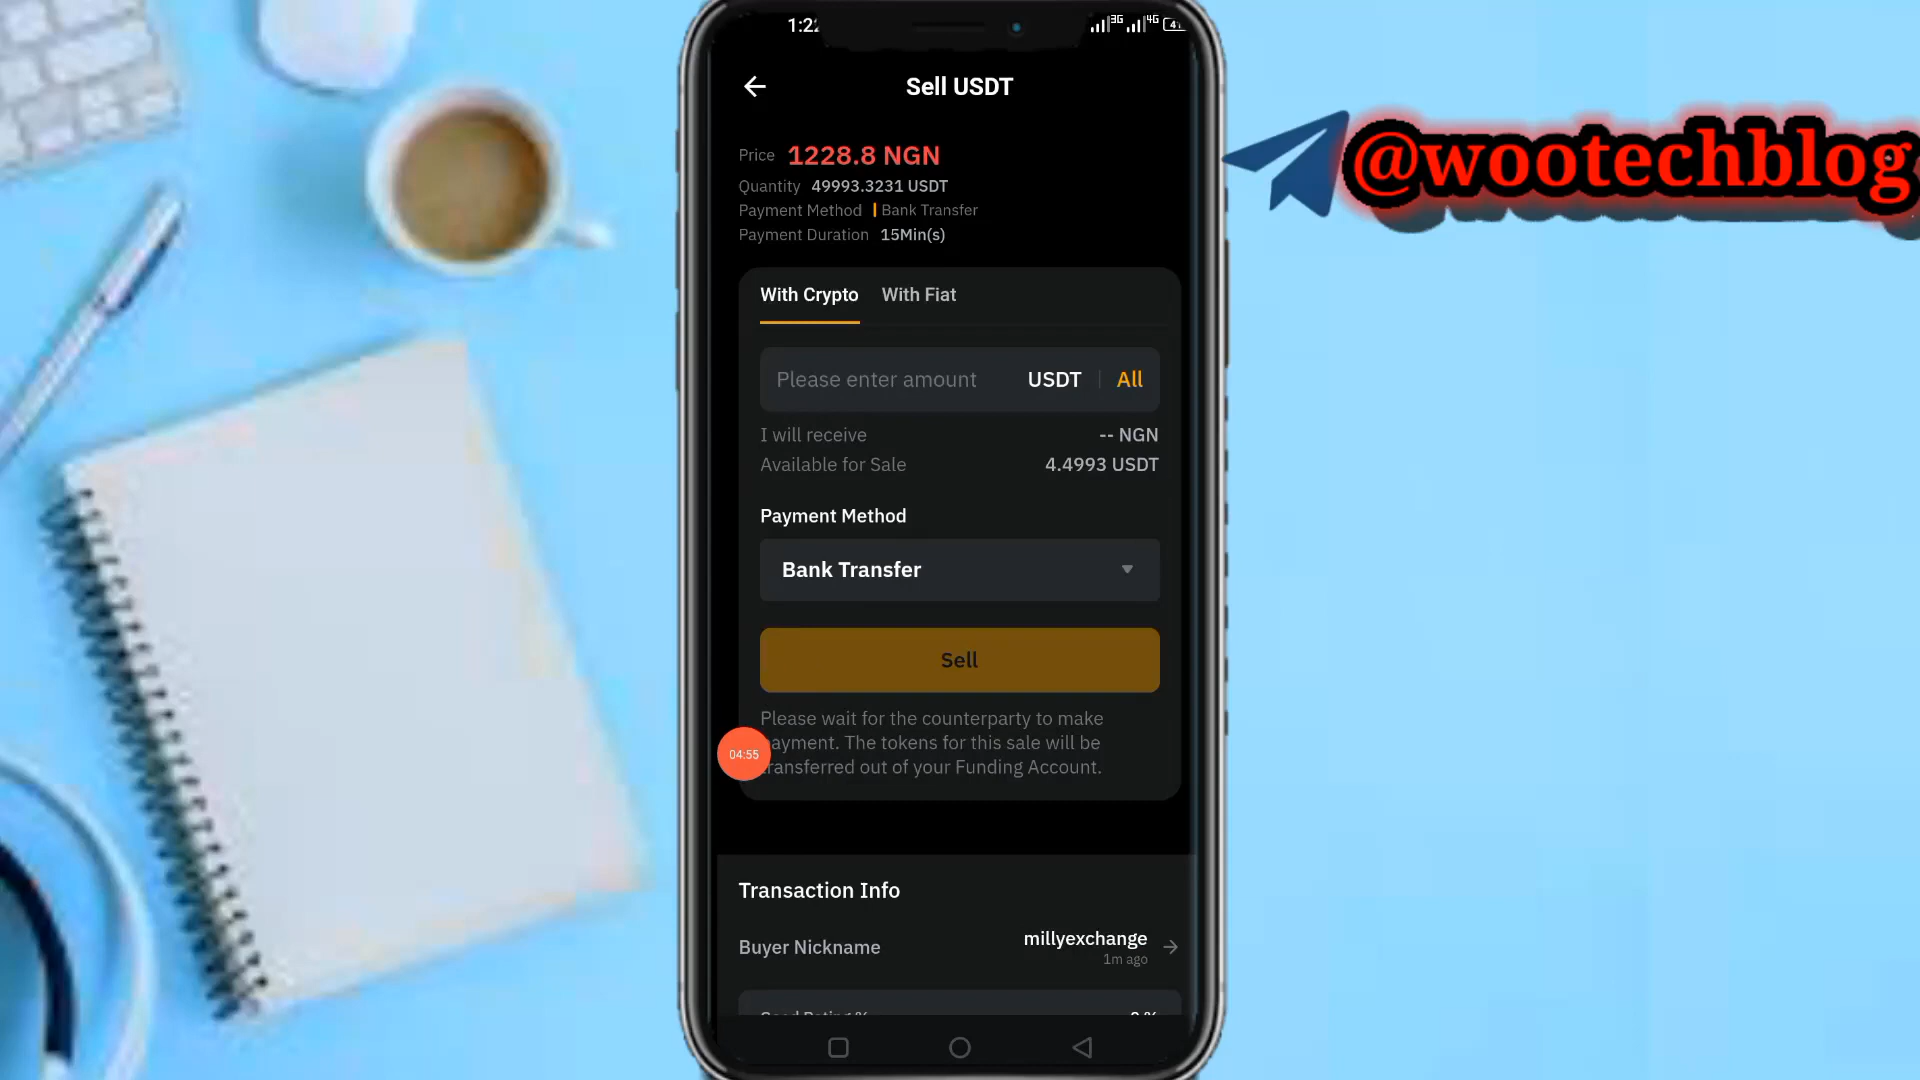 1:22
3G 4G 41
Sell USDT
Price 1228.8 NGN
Quantity 49993.3231 USDT
Payment Method Bank Transfer
Payment Duration 15Min(s)
With Crypto With Fiat
Please enter amount USDT All
I will receive -- NGN
Available for Sale 4.4993 USDT
Payment Method
Bank Transfer
Sell
Please wait for the counterparty to make
ayment. The tokens for this sale will be
ransferred out of your Funding Account.
04:55
Transaction Info
Buyer Nickname millyexchange
1m ago
@wootechblog